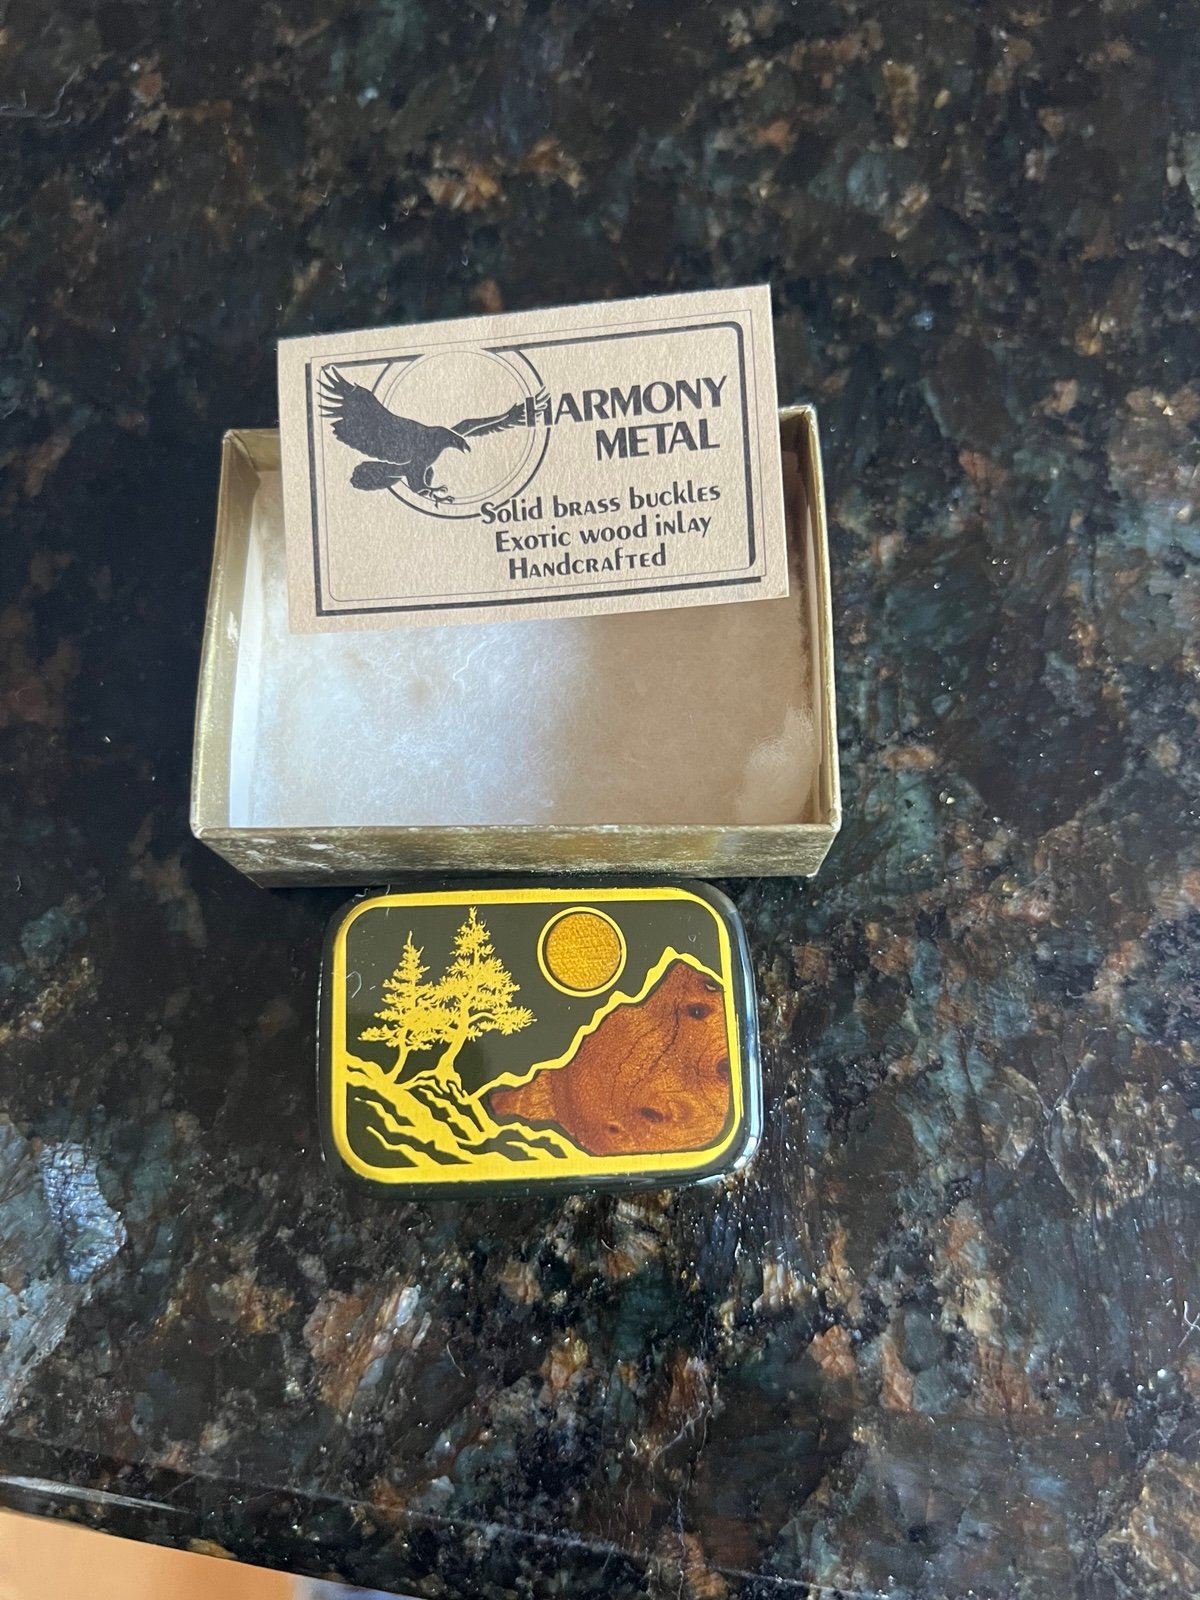 HARMONY
METAL
Solid brass buckles
Exotic wood inlay
Handcrafted